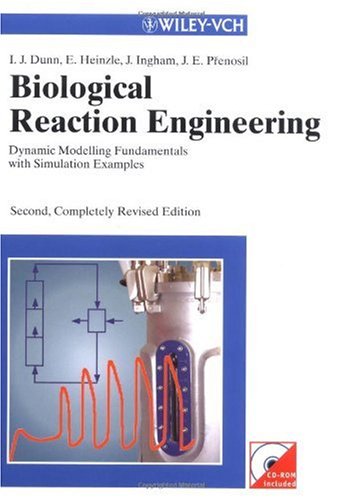 WILEY-VCH
I. J. Dunn, E. Heinzle, J. Ingham, J. E. Přenosil
Biological
Reaction Engineering
Dynamic Modelling Fundamentals
with Simulation Examples
Second, Completely Revised Edition
CD-ROM
Included